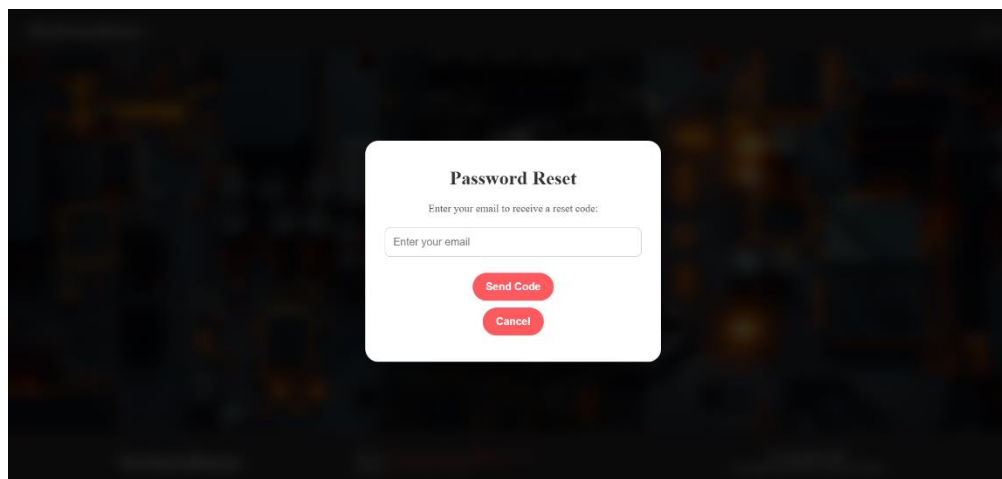 Password Reset
Enter your email to receive a reset code:
Enter your email
Send Code
Cancel